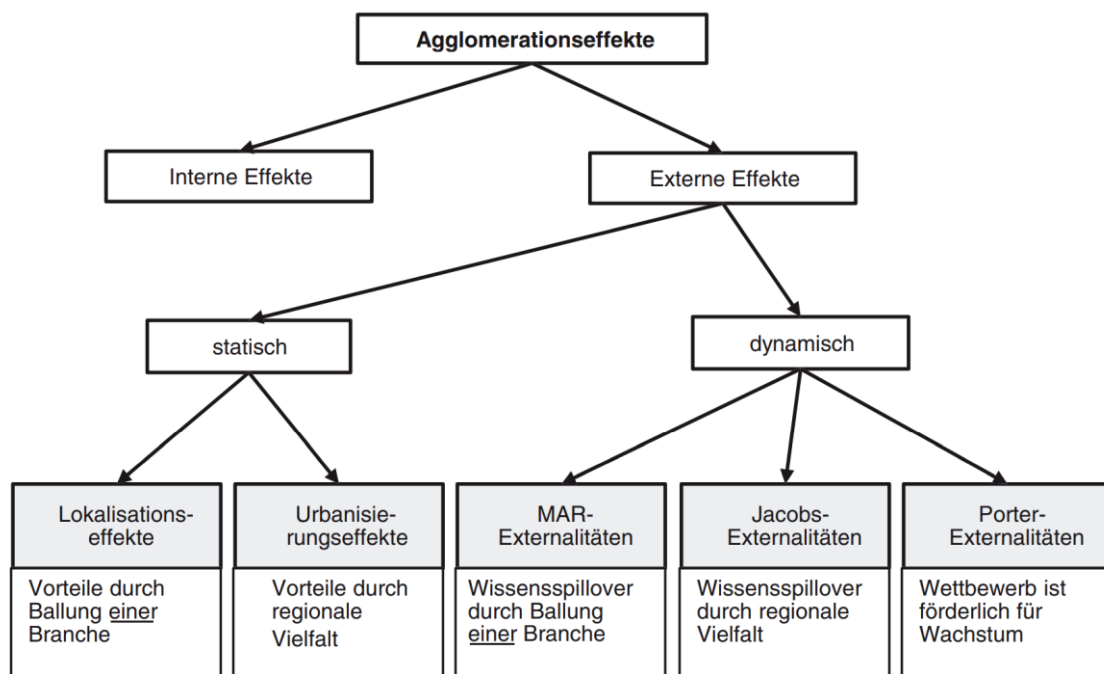 Agglomerationseffekte
Interne Effekte
Externe Effekte
statisch
dynamisch
Lokalisations-
effekte
Urbanisie-
rungseffekte
MAR-
Externalitäten
Jacobs-
Externalitäten
Porter-
Externalitäten
Vorteile durch
Ballung einer
Branche
Vorteile durch
regionale
Vielfalt
Wissensspillover
durch Ballung
einer Branche
Wissensspillover
durch regionale
Vielfalt
Wettbewerb ist
förderlich für
Wachstum